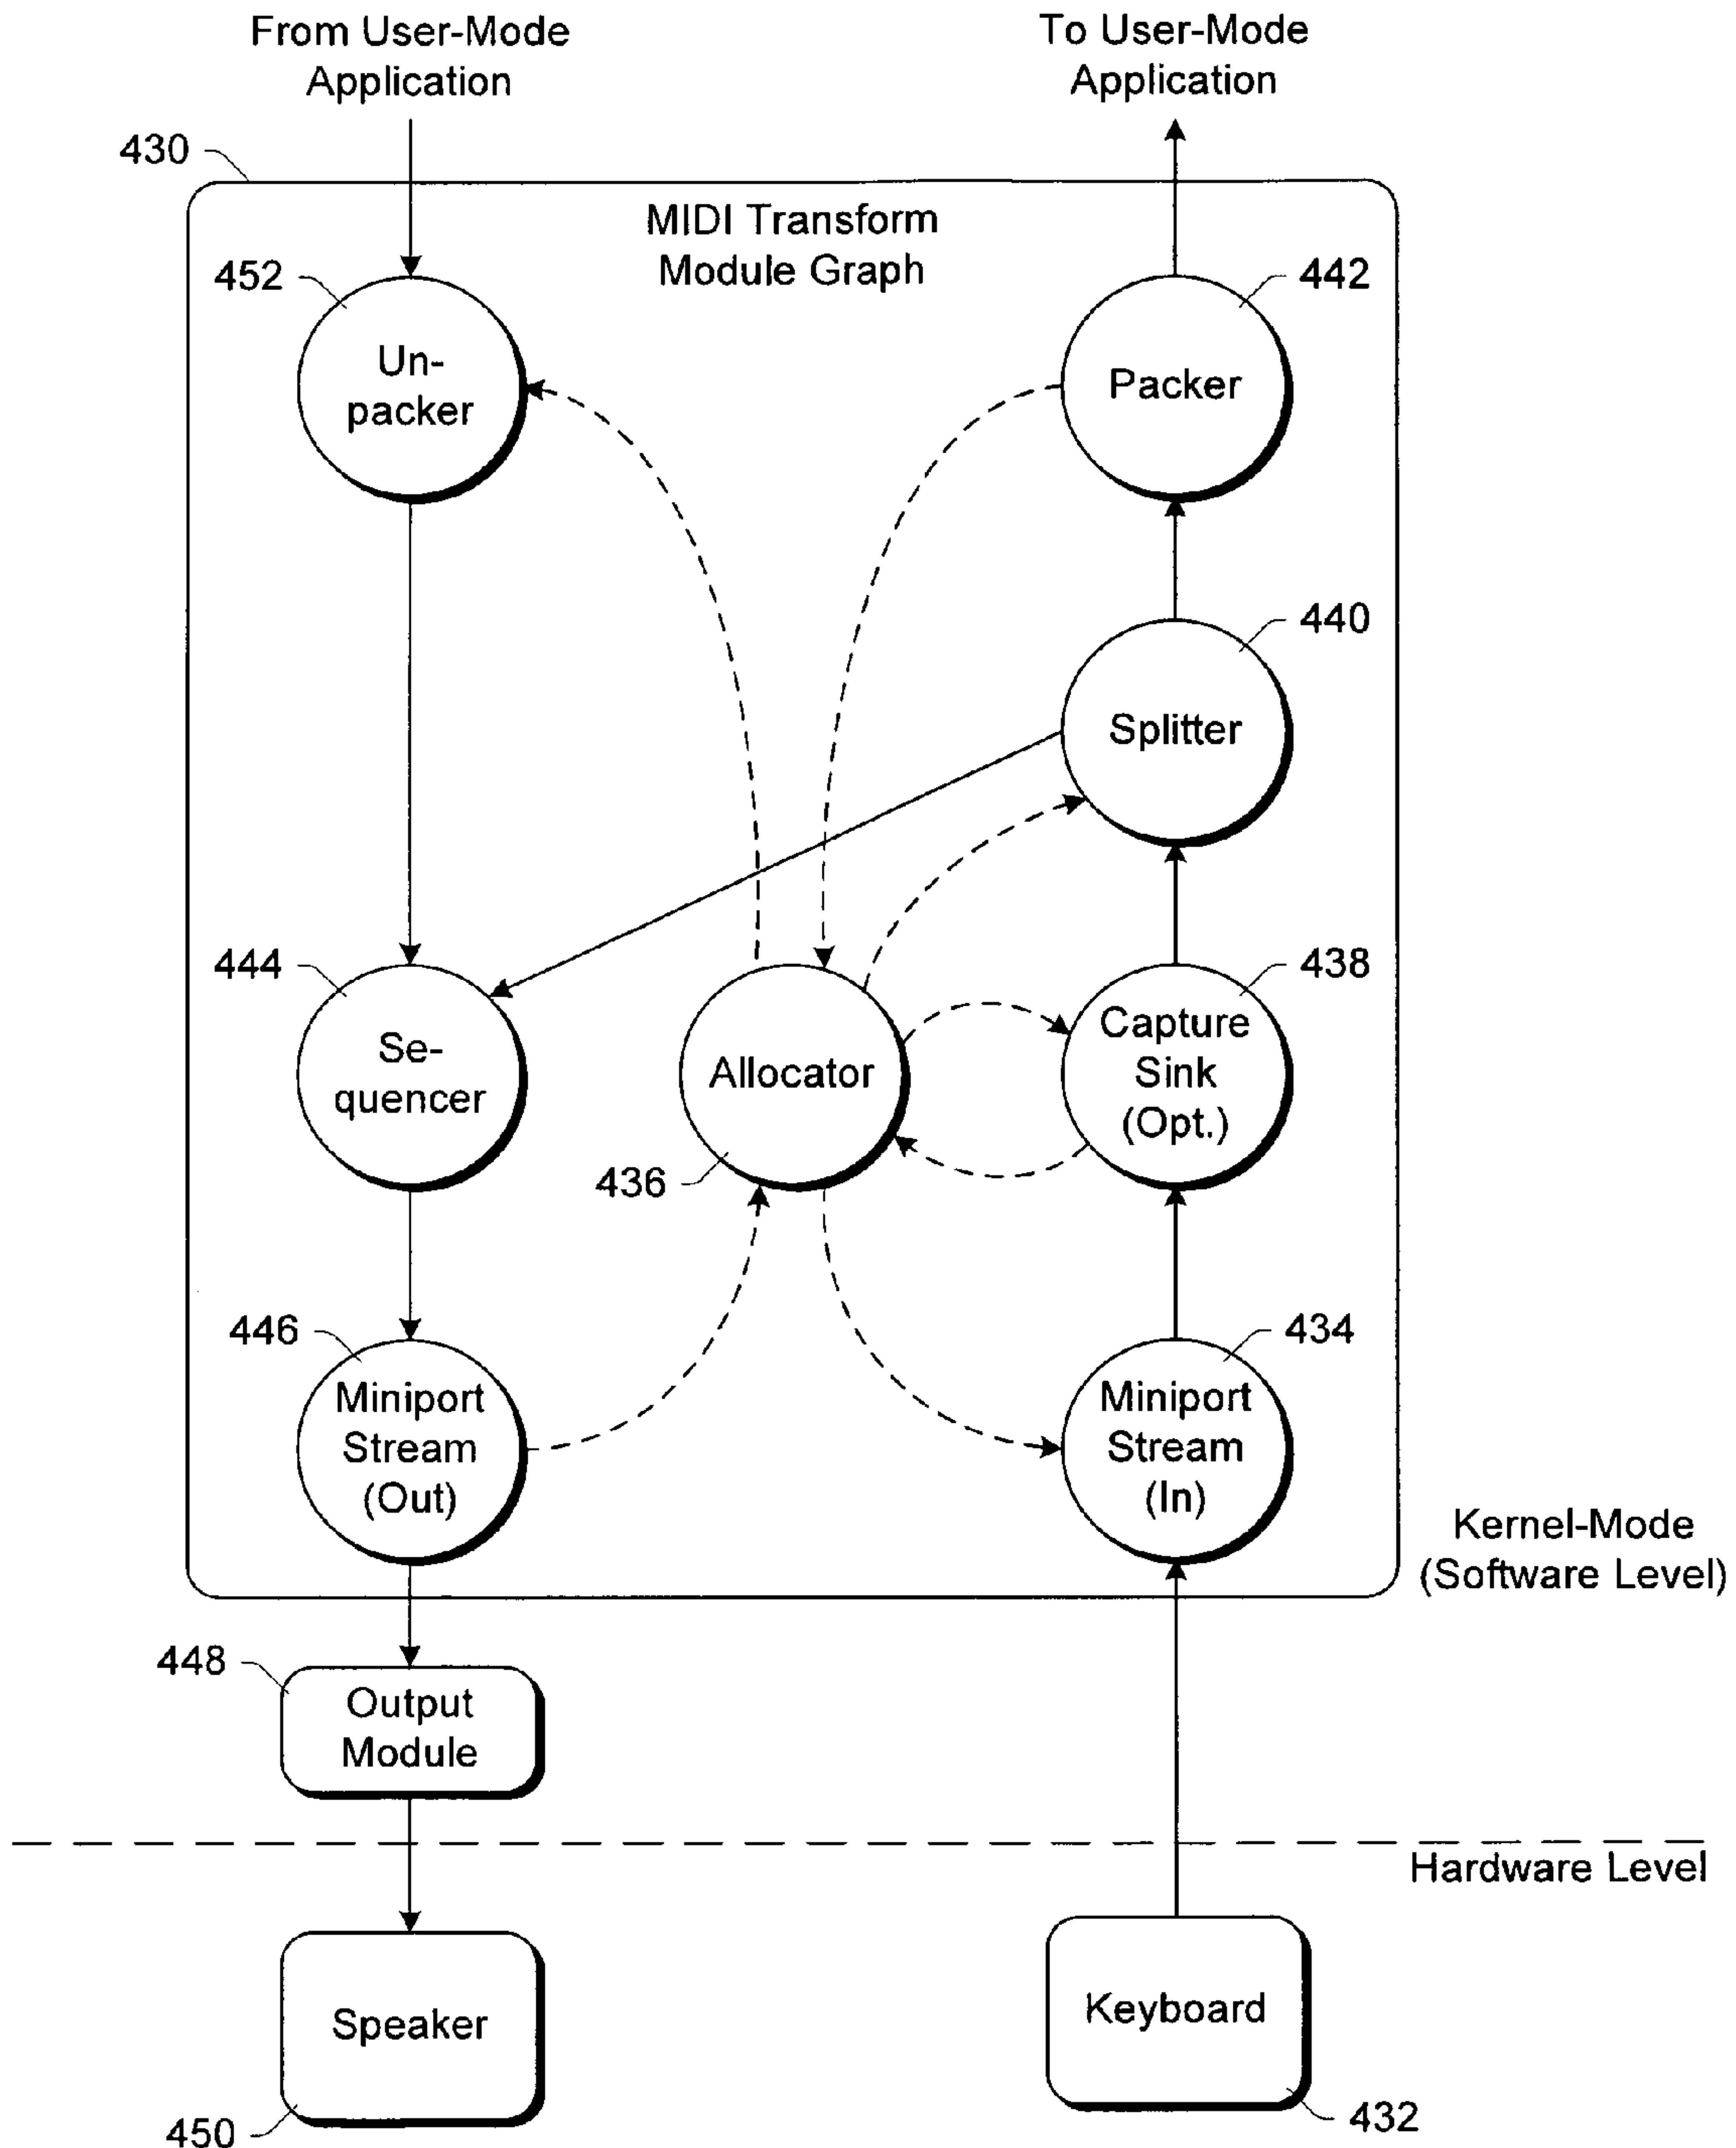 From User-Mode
Application
To User-Mode
Application
430
MIDI Transform
Module Graph
452
Un-
packer
442
Packer
440
Splitter
444
Se-
quencer
Allocator
436
438
Capture
Sink
(Opt.)
446
Miniport
Stream
(Out)
434
Miniport
Stream
(In)
Kernel-Mode
(Software Level)
448
Output
Module
Hardware Level
Speaker
450
Keyboard
432